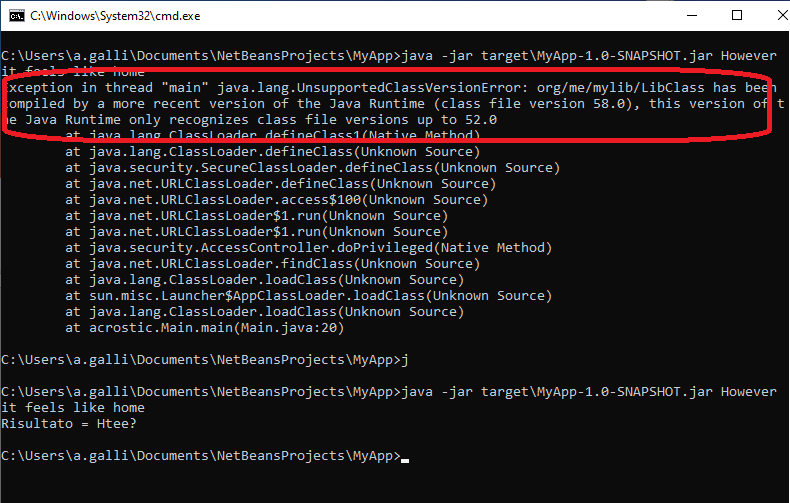 C:\Windows\System32\cmd.exe
C:\Users\a.galli\Documents\NetBeansProjects\MyApp>java -jar target\MyApp-1.0-SNAPSHOT.jar However
it feels like home
Exception in thread "main" java.lang.UnsupportedClassVersionError: org/me/mylib/LibClass has been
compiled by a more recent version of the Java Runtime (class file version 58.0), this version of t
he Java Runtime only recognizes class file versions up to 52.0
at java.lang.ClassLoader.defineClass1(Native Method)
at java.lang.ClassLoader.defineClass(Unknown Source)
at java.security.SecureClassLoader.defineClass(Unknown Source)
at java.net.URLClassLoader.defineClass(Unknown Source)
at java.net.URLClassLoader.access$100(Unknown Source)
at java.net.URLClassLoader$1.run(Unknown Source)
at java.net.URLClassLoader$1.run(Unknown Source)
at java.security.AccessController.doPrivileged(Native Method)
at java.net.URLClassLoader.findClass(Unknown Source)
at java.lang.ClassLoader.loadClass(Unknown Source)
at sun.misc.Launcher$AppClassLoader.loadClass(Unknown Source)
at java.lang.ClassLoader.loadClass(Unknown Source)
at acrostic.Main.main(Main.java:20)
C:\Users\a.galli\Documents\NetBeansProjects\MyApp>j
C:\Users\a.galli\Documents\NetBeansProjects\MyApp>java -jar target\MyApp-1.0-SNAPSHOT.jar However
it feels like home
Risultato = Htee?
C:\Users\a.galli\Documents\NetBeansProjects\MyApp>